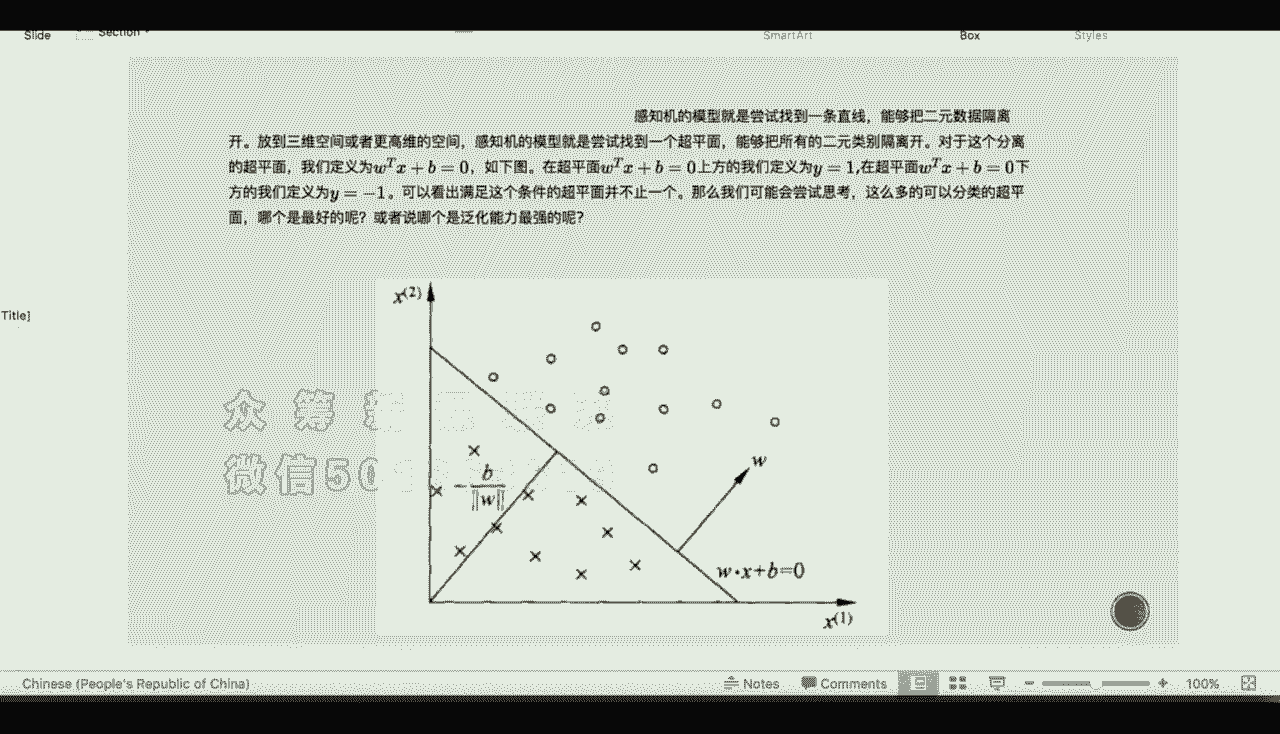 Slide
Section
SmartArt
Box
Styles
感知机的模型就是尝试找到一条直线，能够把二元数据隔离
开。放到三维空间或者更高维的空间，感知机的模型就是尝试找到一个超平面，能够把所有的二元类别隔离开。对于这个分离
的超平面，我们定义为w^T x + b = 0，如下图。在超平面w^T x + b = 0上方的我们定义为y = 1,在超平面w^T x + b = 0下
方的我们定义为y = −1。可以看出满足这个条件的超平面并不止一个。那么我们可能会尝试思考，这么多的可以分类的超平
面，哪个是最好的呢？或者说哪个是泛化能力最强的呢？
Title]
x^(2)
众 筹
微信50
−b/||w||
w
w•x+b=0
x^(1)
Chinese (People's Republic of China)
Notes
Comments
100%